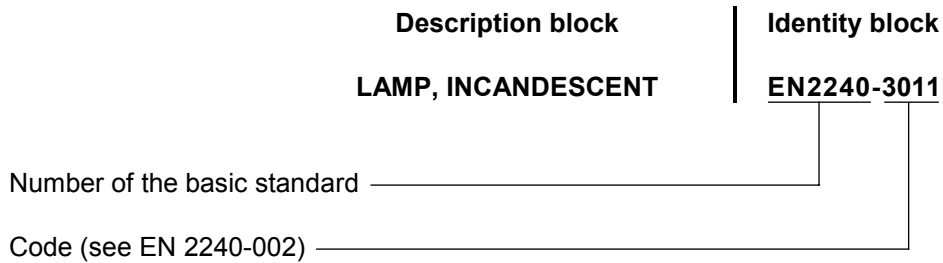 Description block Identity block
LAMP, INCANDESCENT EN2240-3011
Number of the basic standard
Code (see EN 2240-002)